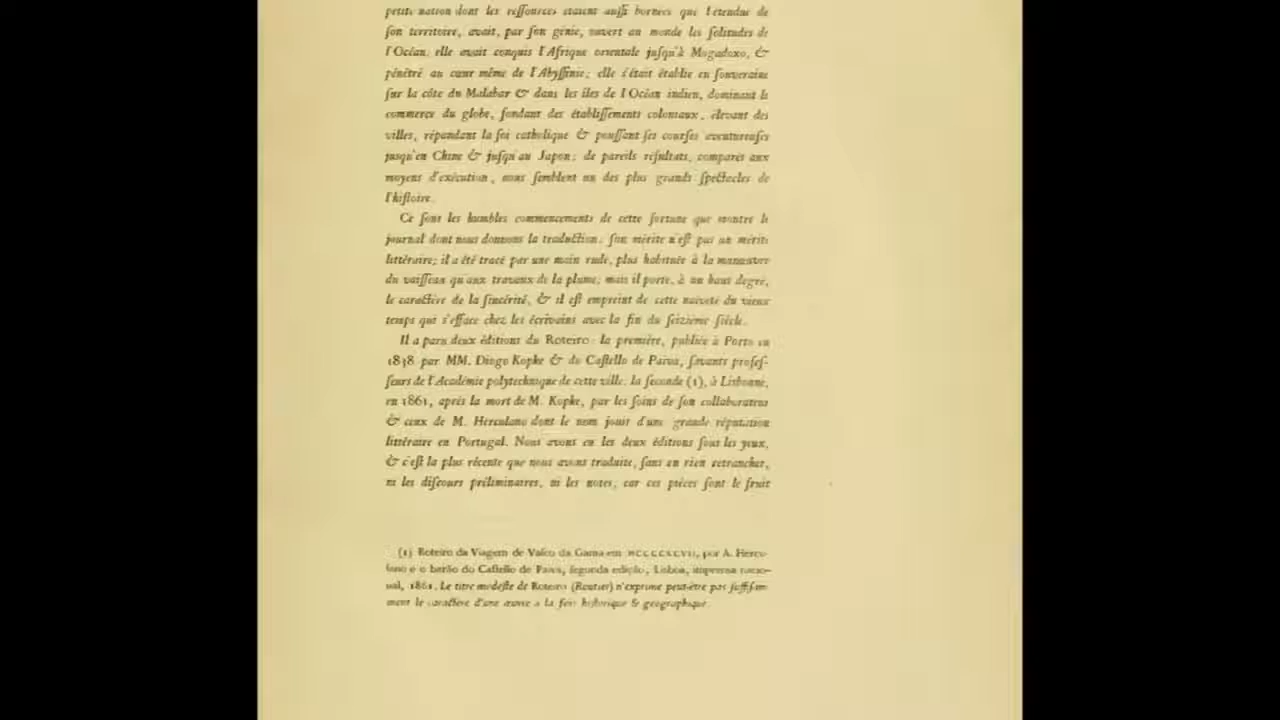 petite nation dont les reſſources étaient auſſi bornées que l'étendue de
ſon territoire, avait, par ſon génie, ouvert au monde les ſolitudes de
l'Océan; elle avait conquis l'Afrique orientale juſqu'à Mogadoxo, &
pénétré au cœur même de l'Abyſſinie; elle s'était établie en ſouveraine
ſur la côte du Malabar & dans les îles de l'Océan indien, dominant le
commerce du globe, fondant des établiſſements coloniaux, élevant des
villes, répandant la foi catholique & pouſſant ſes courſes aventureuſes
juſqu'en Chine & juſqu'au Japon; de pareils réſultats, comparés aux
moyens d'exécution, nous ſemblent un des plus grands ſpectacles de
l'hiſtoire.
Ce ſont les humbles commencements de cette fortune que montre le
journal dont nous donnons la traduction; ſon mérite n'eſt pas un mérite
littéraire; il a été tracé par une main rude, plus habituée à la manœuvre
du vaiſſeau qu'aux travaux de la plume; mais il porte, à un haut degré,
le caractère de la ſincérité, & il eſt empreint de cette naïveté du vieux
temps qui s'efface chez les écrivains avec la fin du ſeizième ſiècle.
Il a paru deux éditions du Roteiro: la première, publiée à Porto en
1838 par MM. Diogo Kopke & do Caſtello de Paiva, ſavants profeſ-
ſeurs de l'Académie polytechnique de cette ville; la ſeconde (1), à Lisbonne,
en 1861, après la mort de M. Kopke, par les ſoins de ſon collaborateur
& ceux de M. Herculano dont le nom jouit d'une grande réputation
littéraire en Portugal. Nous avons eu les deux éditions ſous les yeux,
& c'eſt la plus récente que nous avons traduite, ſans en rien retrancher,
ni les diſcours préliminaires, ni les notes, car ces pièces ſont le fruit
(1) Roteiro da Viagem de Vaſco da Gama em MCCCCXCVII, por A. Hercu-
lano e o barão do Caſtello de Paiva, ſegunda edição, Lisboa, imprensa nacio-
nal, 1861. Le titre modeſte de Roteiro (Routier) n'exprime peut-être pas ſuffiſam-
ment le caractère d'une œuvre à la fois hiſtorique & géographique.